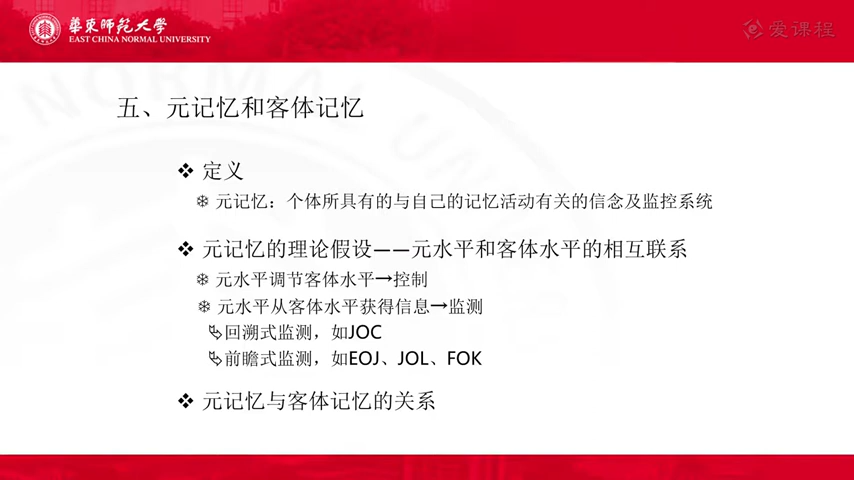 華東師範大學
EAST CHINA NORMAL UNIVERSITY
爱课程
五、元记忆和客体记忆
❖ 定义
❉ 元记忆：个体所具有的与自己的记忆活动有关的信念及监控系统
❖ 元记忆的理论假设——元水平和客体水平的相互联系
❉ 元水平调节客体水平→控制
❉ 元水平从客体水平获得信息→监测
⮡回溯式监测，如JOC
⮡前瞻式监测，如EOJ、JOL、FOK
❖ 元记忆与客体记忆的关系